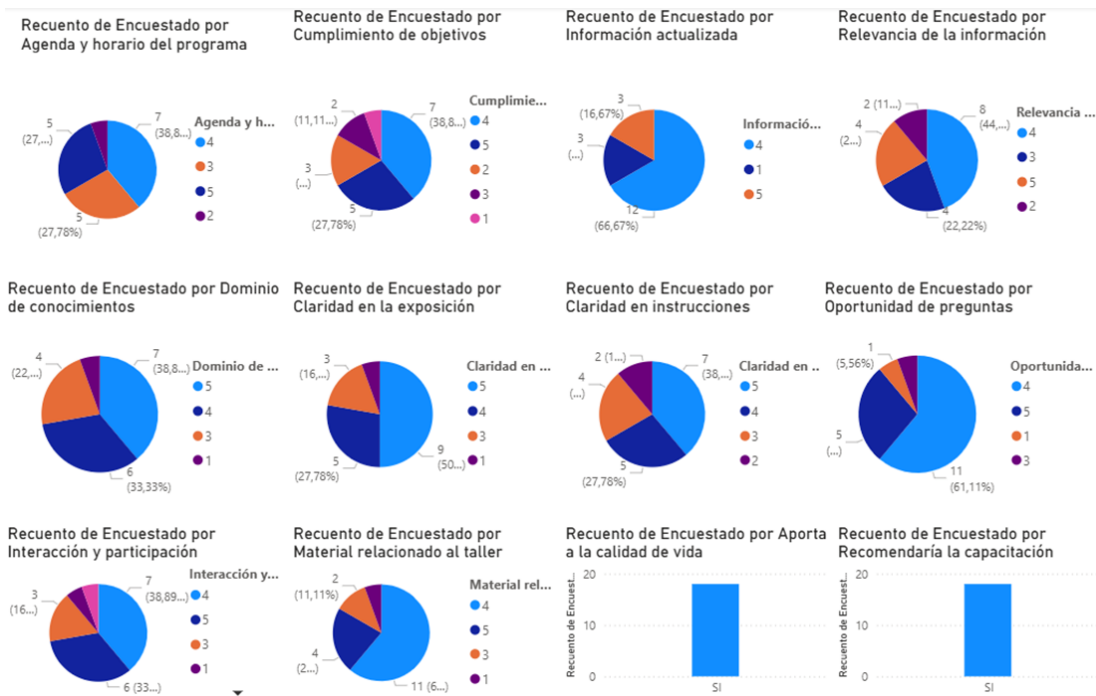 Recuento de Encuestado por
Agenda y horario del programa
7
(38,8...)
5
(27,...)
5
(27,78%)
Agenda y h...
4
3
5
2
Recuento de Encuestado por
Cumplimiento de objetivos
2
(11,11...)
7
(38,8...)
3
(...)
5
(27,78%)
Cumplimie...
4
5
2
3
1
Recuento de Encuestado por
Información actualizada
3
(16,67%)
3
(...)
12
(66,67%)
Informació...
4
1
5
Recuento de Encuestado por
Relevancia de la información
2 (11...)
8
(44,...)
4
(2...)
4
(22,22%)
Relevancia ...
4
3
5
2
Recuento de Encuestado por Dominio
de conocimientos
4
(22,...)
7
(38,8...)
6
(33,33%)
Dominio de ...
5
4
3
1
Recuento de Encuestado por
Claridad en la exposición
3
(16,...)
5
(27,78%)
9
(50...)
Claridad en ...
5
4
3
1
Recuento de Encuestado por
Claridad en instrucciones
2 (1...)
7
(38,...)
4
(...)
5
(27,78%)
Claridad en ..
5
4
3
2
Recuento de Encuestado por
Oportunidad de preguntas
1
(5,56%)
5
(...)
11
(61,11%)
Oportunida...
4
5
1
3
Recuento de Encuestado por
Interacción y participación
3
(16...)
7
(38,89...)
6 (33...)
Interacción y...
4
5
3
1
Recuento de Encuestado por
Material relacionado al taller
2
(11,11%)
4
(2...)
11 (6...)
Material rel...
4
5
3
1
Recuento de Encuestado por Aporta
a la calidad de vida
Recuento de Encuest...
20
10
0
SI
Recuento de Encuestado por
Recomendaría la capacitación
Recuento de Encuest...
20
10
0
SI